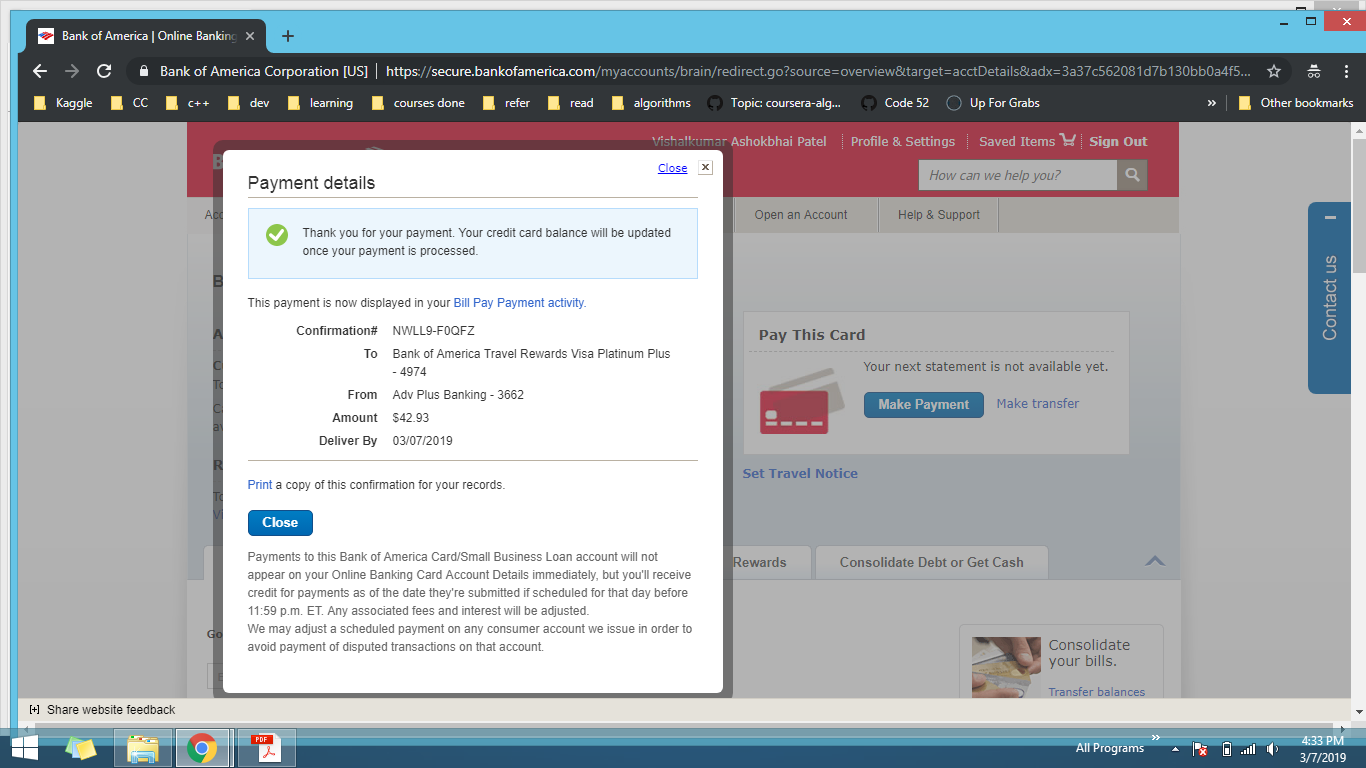 Bank of America | Online Banking
Bank of America Corporation [US] | https://secure.bankofamerica.com/myaccounts/brain/redirect.go?source=overview&target=acctDetails&adx=3a37c562081d7b130bb0a4f5...
Kaggle CC c++ dev learning courses done refer read algorithms Topic: coursera-alg... Code 52 Up For Grabs » Other bookmarks
Vishalkumar Ashokbhai Patel Profile & Settings Saved Items Sign Out
How can we help you?
Open an Account Help & Support
Close
Payment details
Thank you for your payment. Your credit card balance will be updated
once your payment is processed.
This payment is now displayed in your Bill Pay Payment activity.
Confirmation# NWLL9-F0QFZ
To Bank of America Travel Rewards Visa Platinum Plus
- 4974
From Adv Plus Banking - 3662
Amount $42.93
Deliver By 03/07/2019
Print a copy of this confirmation for your records.
Close
Payments to this Bank of America Card/Small Business Loan account will not
appear on your Online Banking Card Account Details immediately, but you'll receive
credit for payments as of the date they're submitted if scheduled for that day before
11:59 p.m. ET. Any associated fees and interest will be adjusted.
We may adjust a scheduled payment on any consumer account we issue in order to
avoid payment of disputed transactions on that account.
Pay This Card
Your next statement is not available yet.
Make Payment Make transfer
Set Travel Notice
Contact us
Rewards Consolidate Debt or Get Cash
Consolidate
your bills.
Transfer balances
Share website feedback
PDF
All Programs »
4:33 PM
3/7/2019